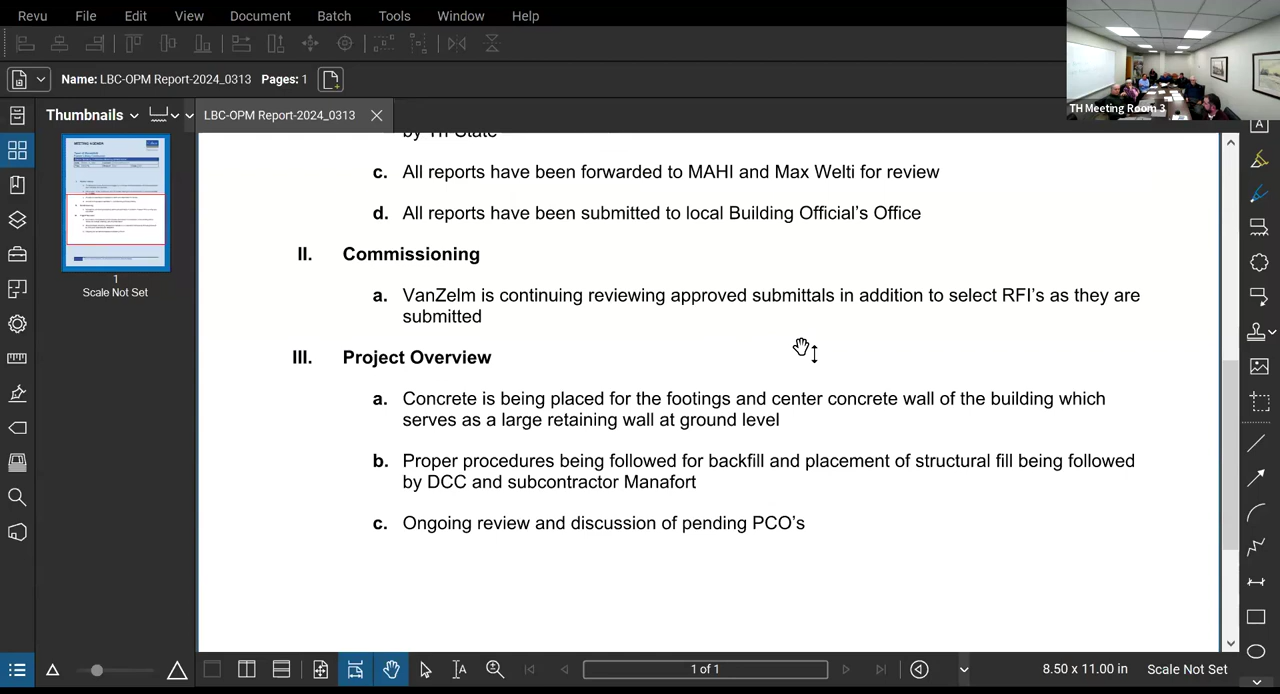 Revu File Edit View Document Batch Tools Window Help
TH Meeting Room 3
Name: LBC-OPM Report-2024_0313 Pages: 1
Thumbnails
LBC-OPM Report-2024_0313
1
Scale Not Set
c. All reports have been forwarded to MAHI and Max Welti for review
d. All reports have been submitted to local Building Official's Office
II. Commissioning
a. VanZelm is continuing reviewing approved submittals in addition to select RFI's as they are
submitted
III. Project Overview
a. Concrete is being placed for the footings and center concrete wall of the building which
serves as a large retaining wall at ground level
b. Proper procedures being followed for backfill and placement of structural fill being followed
by DCC and subcontractor Manafort
c. Ongoing review and discussion of pending PCO's
1 of 1
8.50 x 11.00 in Scale Not Set